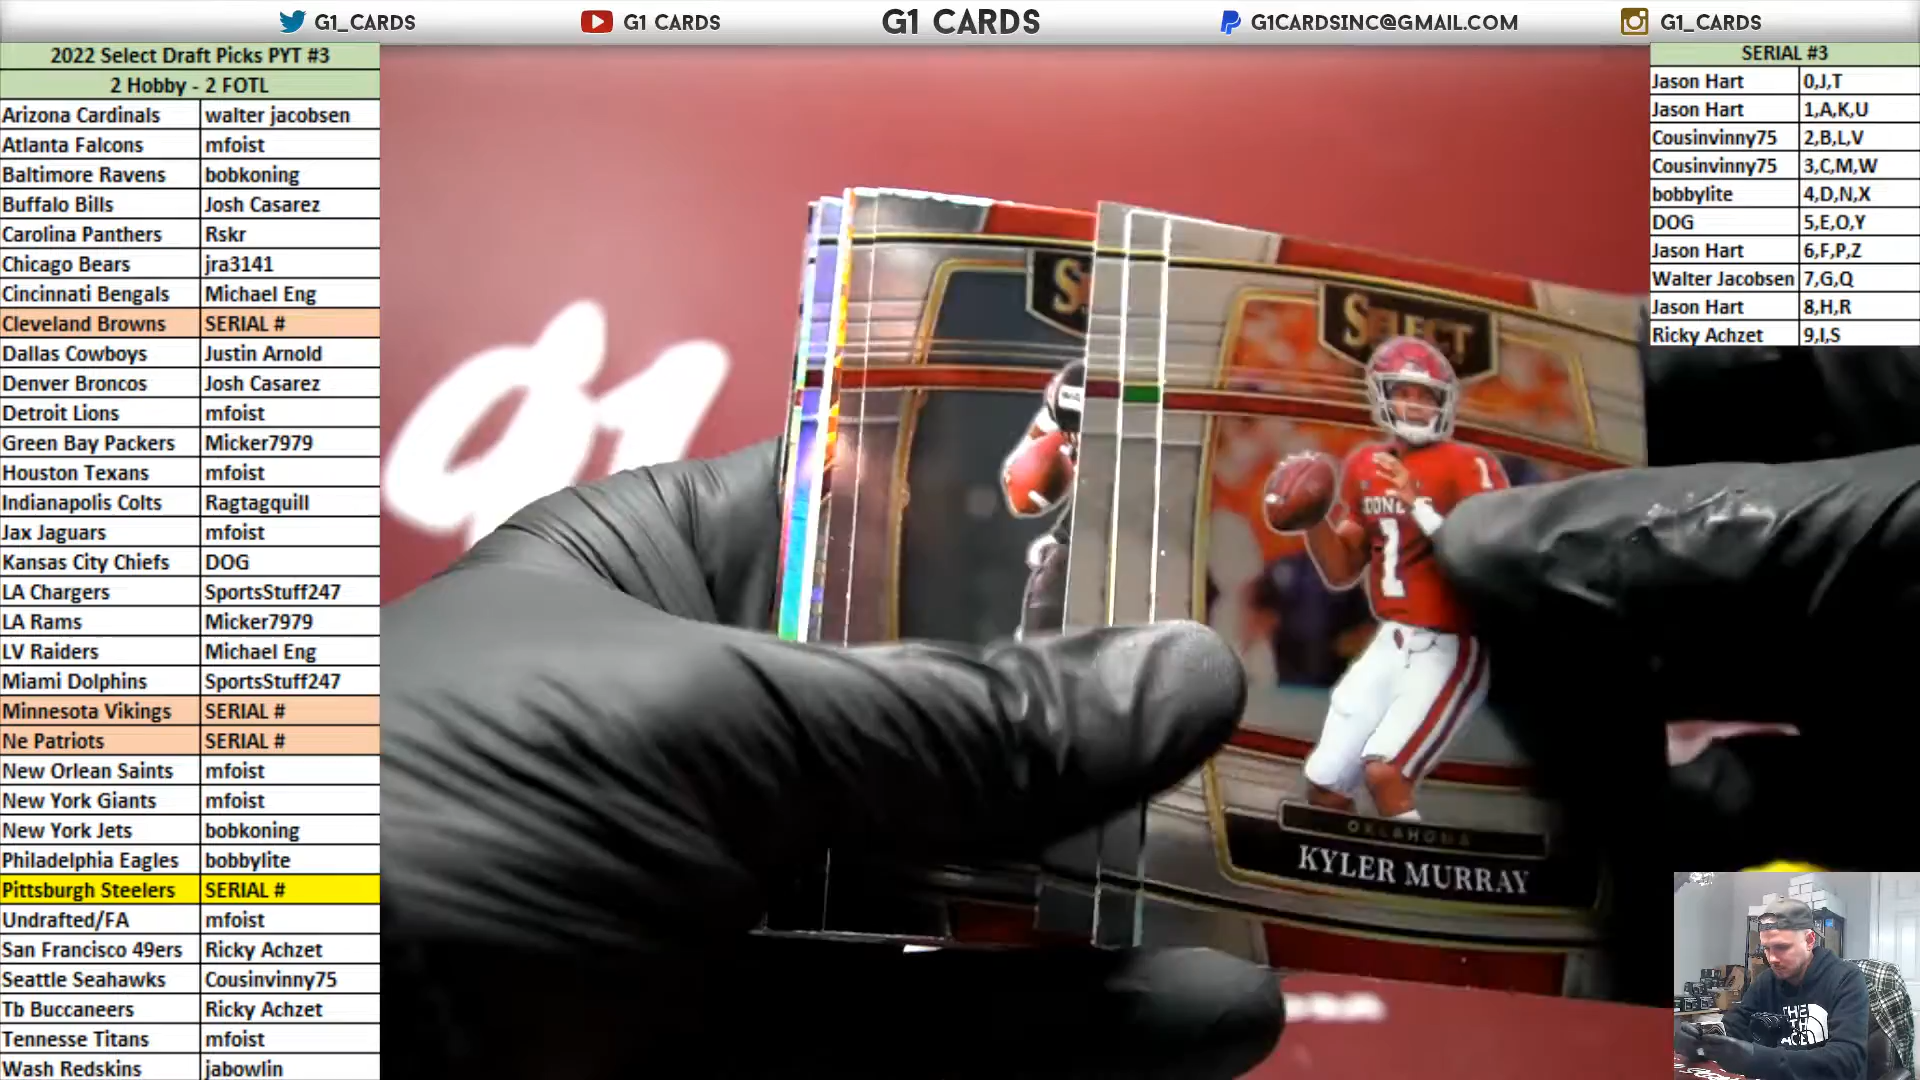 G1_CARDS
G1 CARDS
G1 CARDS
G1CARDSINC@GMAIL.COM
G1_CARDS
2022 Select Draft Picks PYT #3
2 Hobby - 2 FOTL
Arizona Cardinals walter jacobsen
Atlanta Falcons mfoist
Baltimore Ravens bobkoning
Buffalo Bills Josh Casarez
Carolina Panthers Rskr
Chicago Bears jra3141
Cincinnati Bengals Michael Eng
Cleveland Browns SERIAL #
Dallas Cowboys Justin Arnold
Denver Broncos Josh Casarez
Detroit Lions mfoist
Green Bay Packers Micker7979
Houston Texans mfoist
Indianapolis Colts Ragtagquill
Jax Jaguars mfoist
Kansas City Chiefs DOG
LA Chargers SportsStuff247
LA Rams Micker7979
LV Raiders Michael Eng
Miami Dolphins SportsStuff247
Minnesota Vikings SERIAL #
Ne Patriots SERIAL #
New Orlean Saints mfoist
New York Giants mfoist
New York Jets bobkoning
Philadelphia Eagles bobbylite
Pittsburgh Steelers SERIAL #
Undrafted/FA mfoist
San Francisco 49ers Ricky Achzet
Seattle Seahawks Cousinvinny75
Tb Buccaneers Ricky Achzet
Tennesse Titans mfoist
Wash Redskins jabowlin
SERIAL #3
Jason Hart 0,J,T
Jason Hart 1,A,K,U
Cousinvinny75 2,B,L,V
Cousinvinny75 3,C,M,W
bobbylite 4,D,N,X
DOG 5,E,O,Y
Jason Hart 6,F,P,Z
Walter Jacobsen 7,G,Q
Jason Hart 8,H,R
Ricky Achzet 9,I,S
g1
SELECT
1
1
OKLAHOMA
KYLER MURRAY